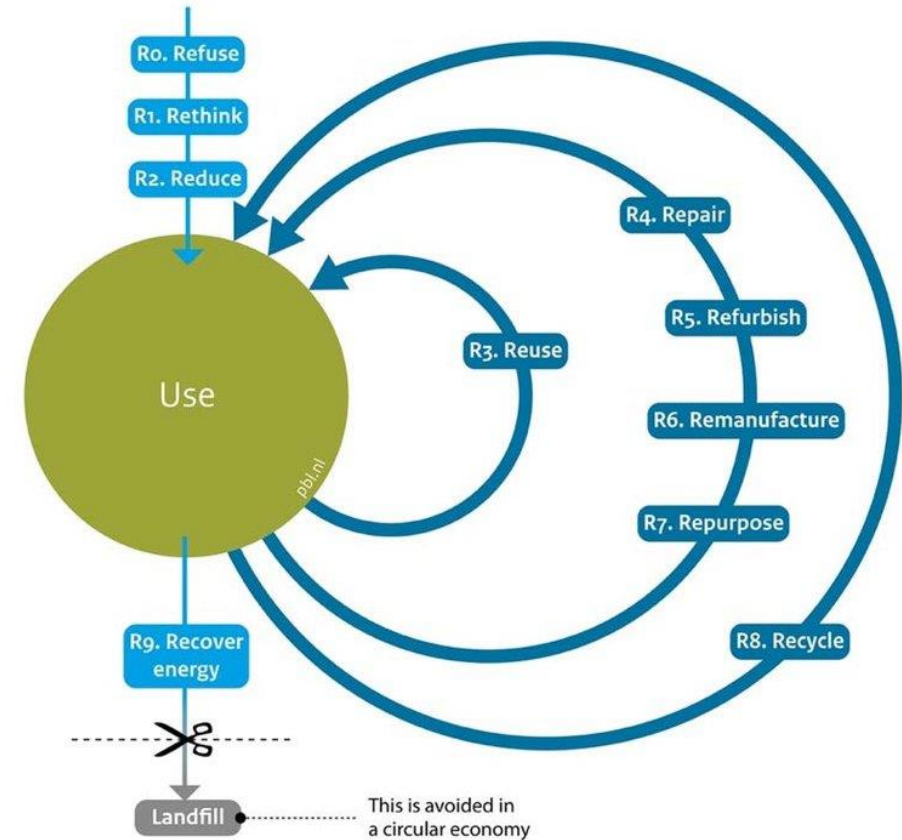 R0. Refuse
R1. Rethink
R2. Reduce
R4. Repair
R5. Refurbish
R3. Reuse
Use
R6. Remanufacture
pbl.nl
R7. Repurpose
R9. Recover
energy
R8. Recycle
Landfill
This is avoided in
a circular economy